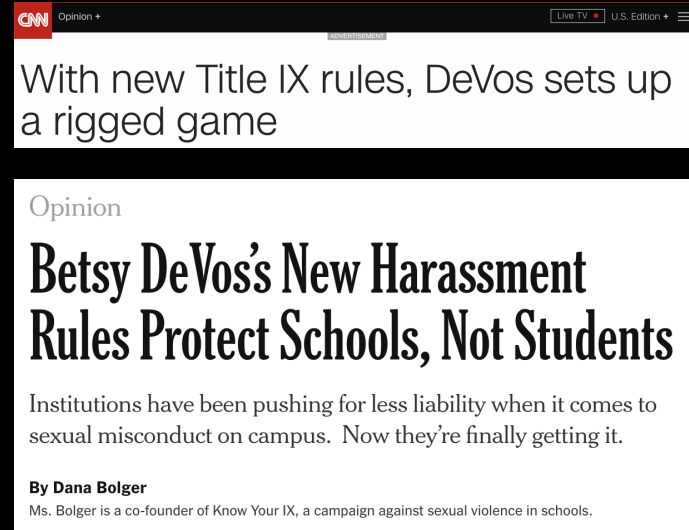 CNN Opinion + Live TV U.S. Edition +
ADVERTISEMENT
With new Title IX rules, DeVos sets up
a rigged game
Opinion
Betsy DeVos’s New Harassment
Rules Protect Schools, Not Students
Institutions have been pushing for less liability when it comes to
sexual misconduct on campus. Now they’re finally getting it.
By Dana Bolger
Ms. Bolger is a co-founder of Know Your IX, a campaign against sexual violence in schools.